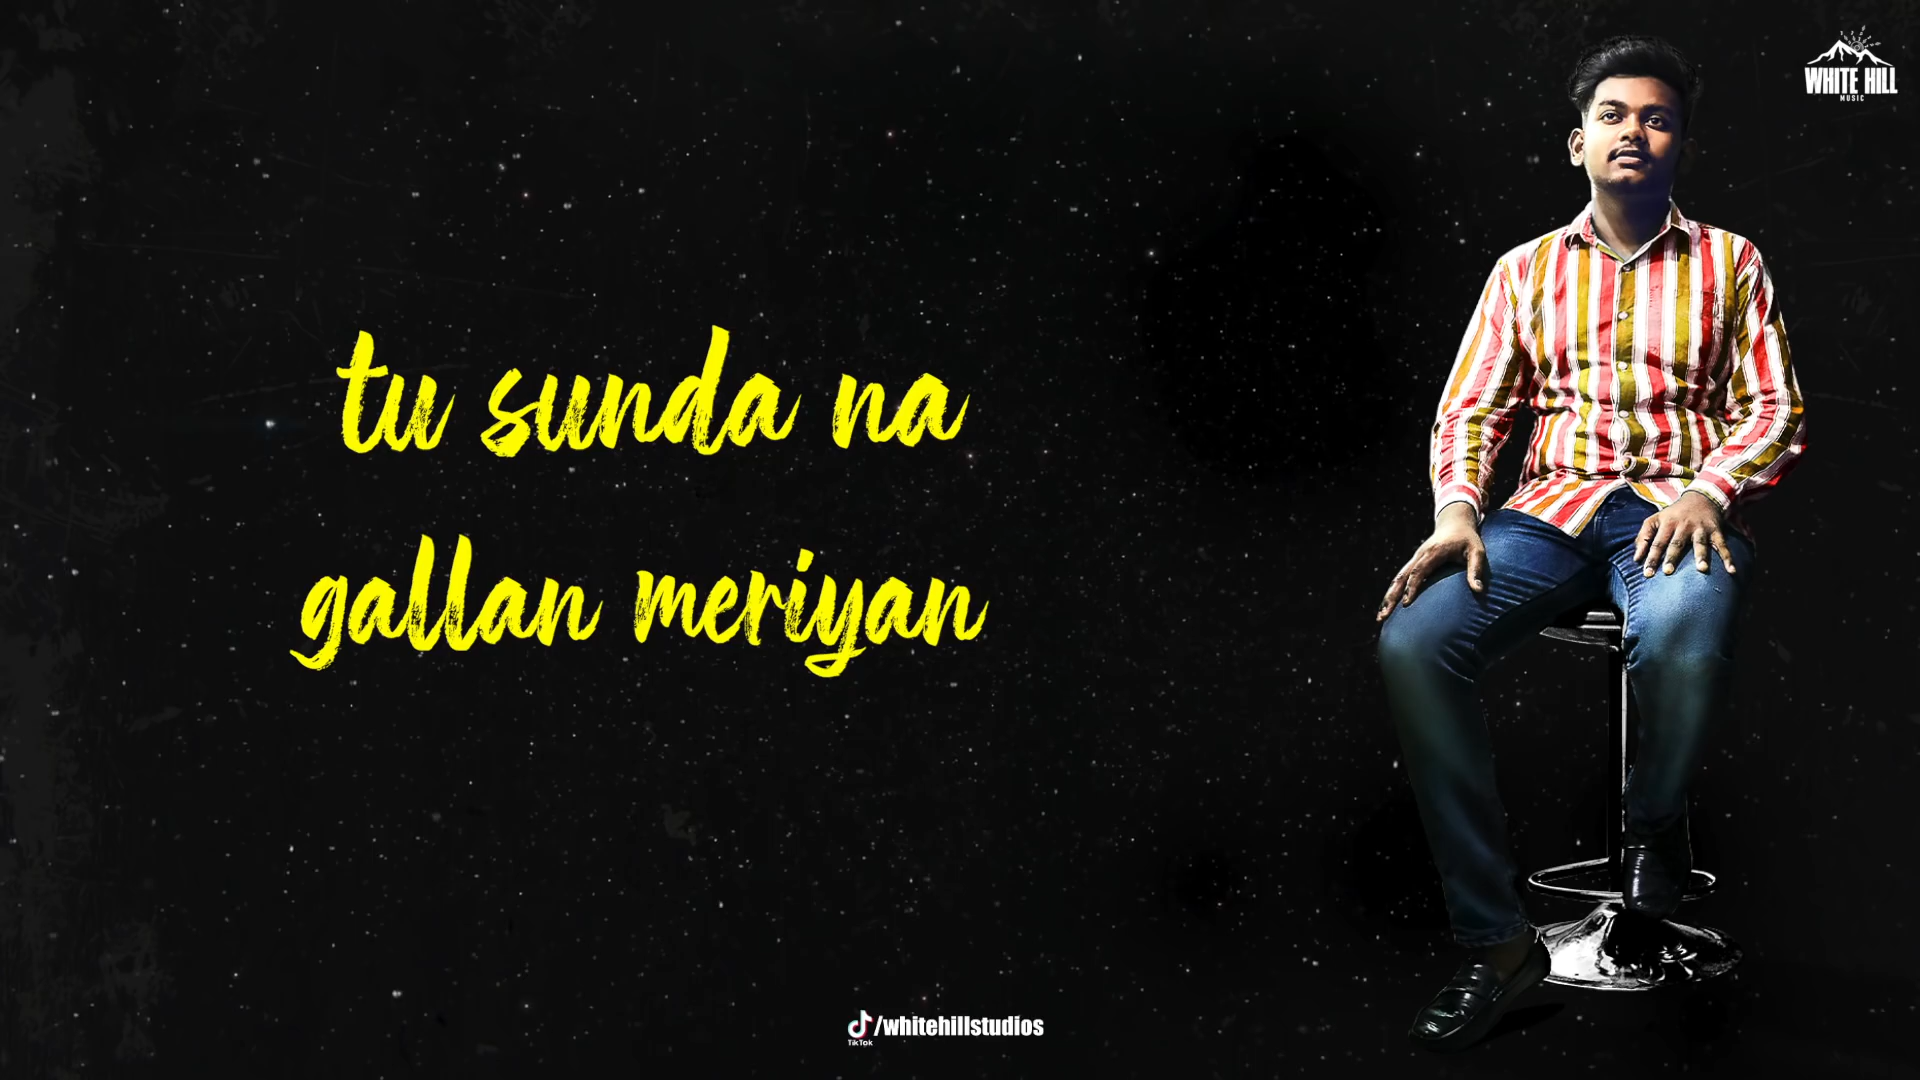 WHITE HILL
MUSIC
tu sunda na
gallan meriyan
/whitehillstudios
TikTok